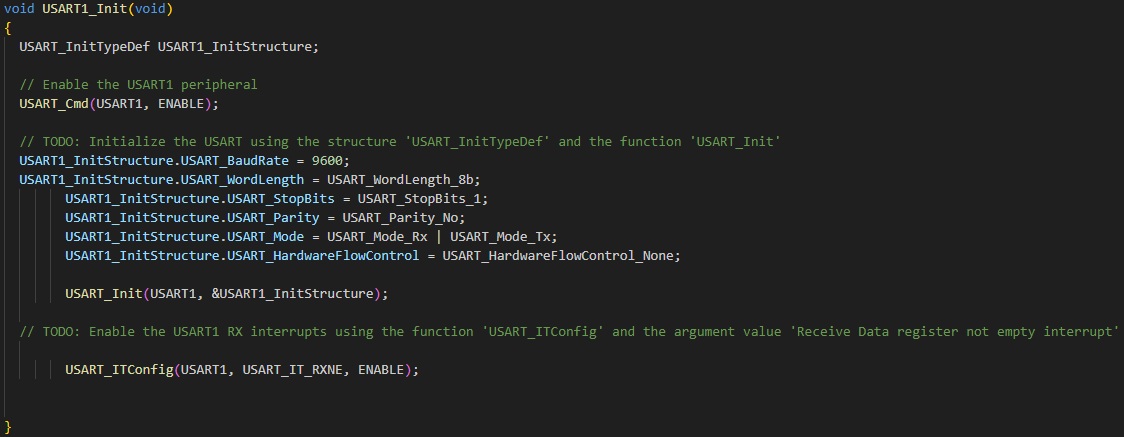 void USART1_Init(void)
{
USART_InitTypeDef USART1_InitStructure;
// Enable the USART1 peripheral
USART_Cmd(USART1, ENABLE);
// TODO: Initialize the USART using the structure 'USART_InitTypeDef' and the function 'USART_Init'
USART1_InitStructure.USART_BaudRate = 9600;
USART1_InitStructure.USART_WordLength = USART_WordLength_8b;
USART1_InitStructure.USART_StopBits = USART_StopBits_1;
USART1_InitStructure.USART_Parity = USART_Parity_No;
USART1_InitStructure.USART_Mode = USART_Mode_Rx | USART_Mode_Tx;
USART1_InitStructure.USART_HardwareFlowControl = USART_HardwareFlowControl_None;
USART_Init(USART1, &USART1_InitStructure);
// TODO: Enable the USART1 RX interrupts using the function 'USART_ITConfig' and the argument value 'Receive Data register not empty interrupt'
USART_ITConfig(USART1, USART_IT_RXNE, ENABLE);
}